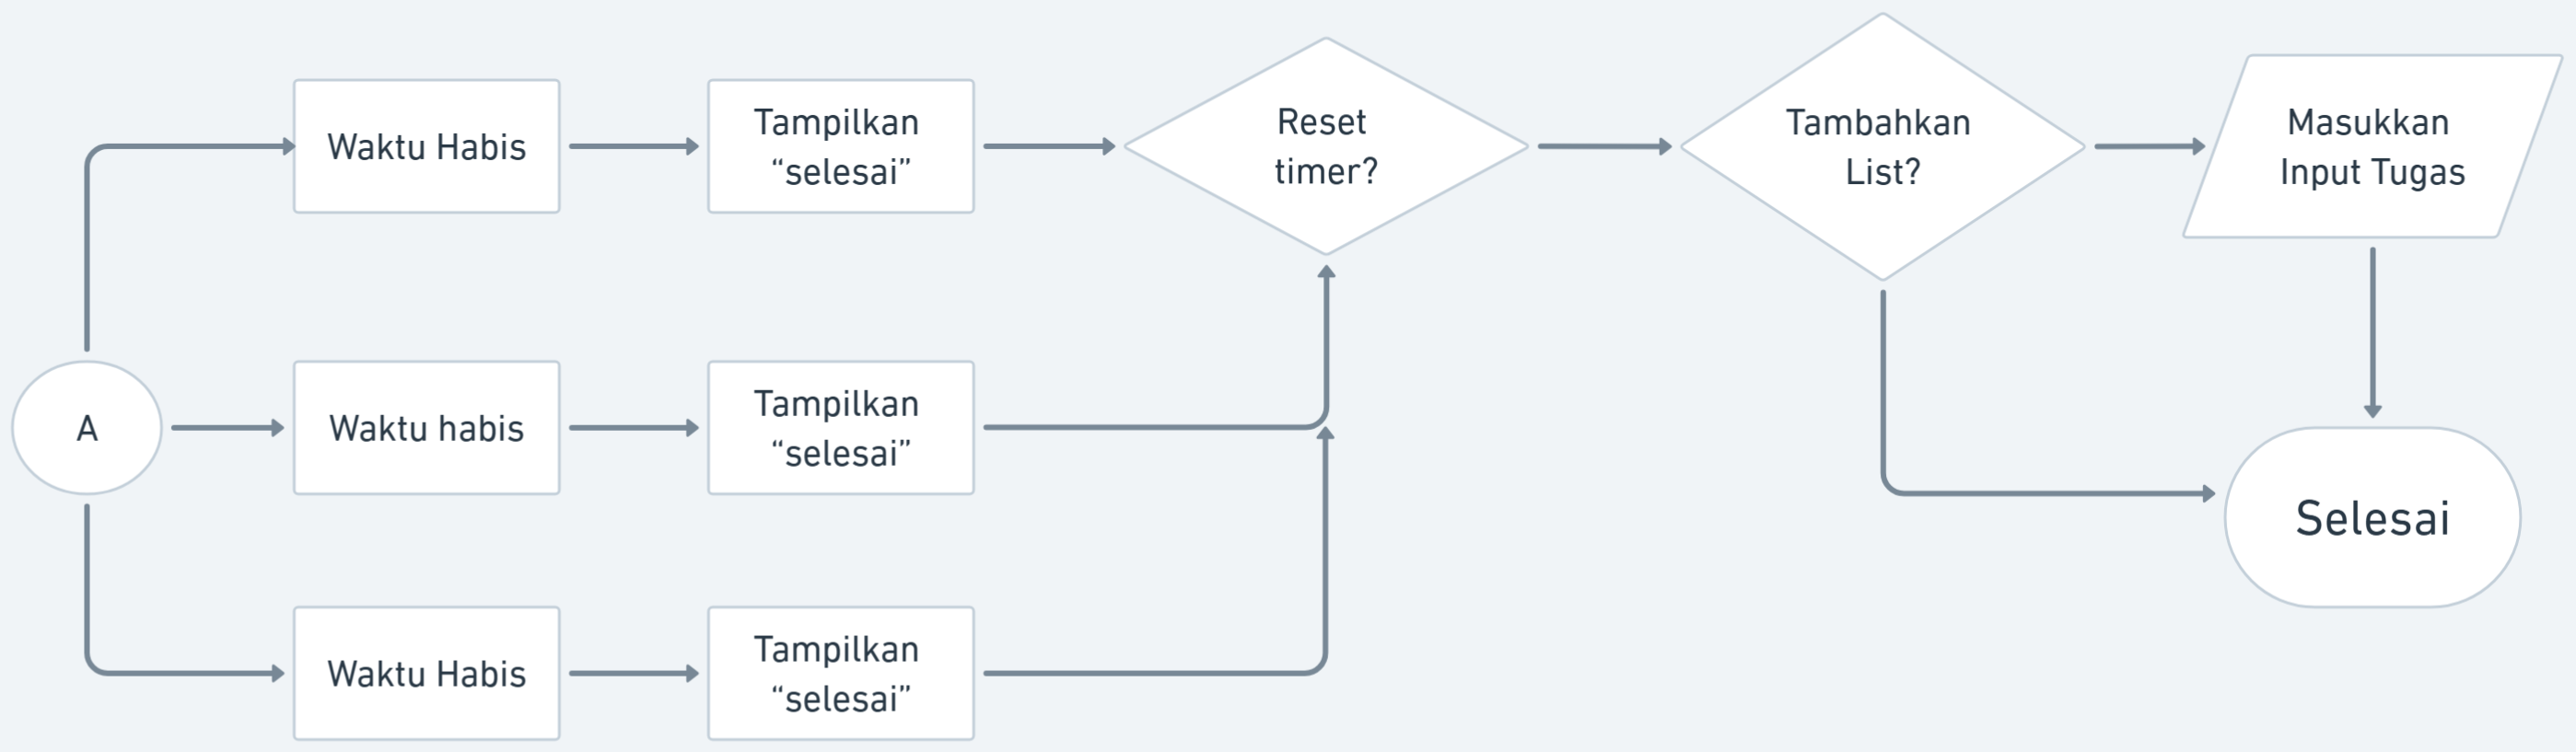 Waktu Habis
Tampilkan
“selesai”
Reset
timer?
Tambahkan
List?
Masukkan
Input Tugas
A
Waktu habis
Tampilkan
“selesai”
Selesai
Waktu Habis
Tampilkan
“selesai”